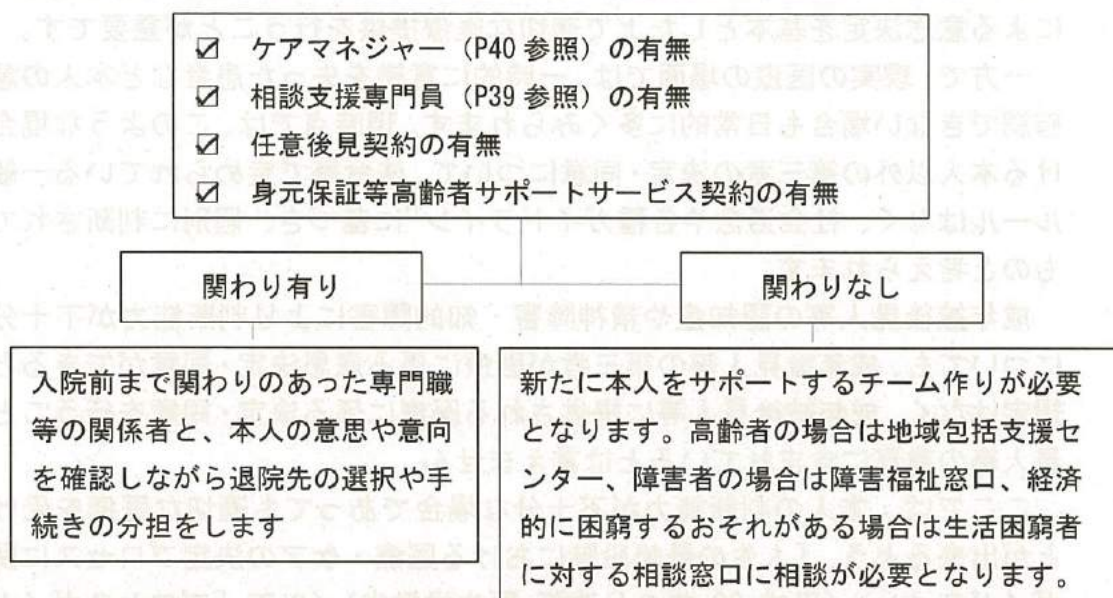 ☑ ケアマネジャー（P40 参照）の有無
☑ 相談支援専門員（P39 参照）の有無
☑ 任意後見契約の有無
☑ 身元保証等高齢者サポートサービス契約の有無
関わり有り
関わりなし
入院前まで関わりのあった専門職
等の関係者と、本人の意思や意向
を確認しながら退院先の選択や手
続きの分担をします
新たに本人をサポートするチーム作りが必要
となります。高齢者の場合は地域包括支援セ
ンター、障害者の場合は障害福祉窓口、経済
的に困窮するおそれがある場合は生活困窮者
に対する相談窓口に相談が必要となります。